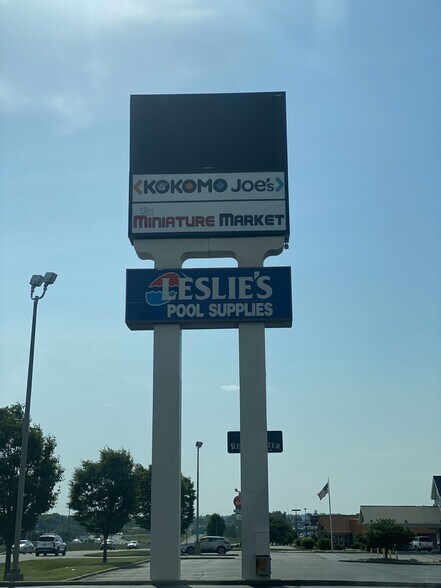 KOKOMO JOE'S
MINIATURE MARKET
LESLIE'S
POOL SUPPLIES